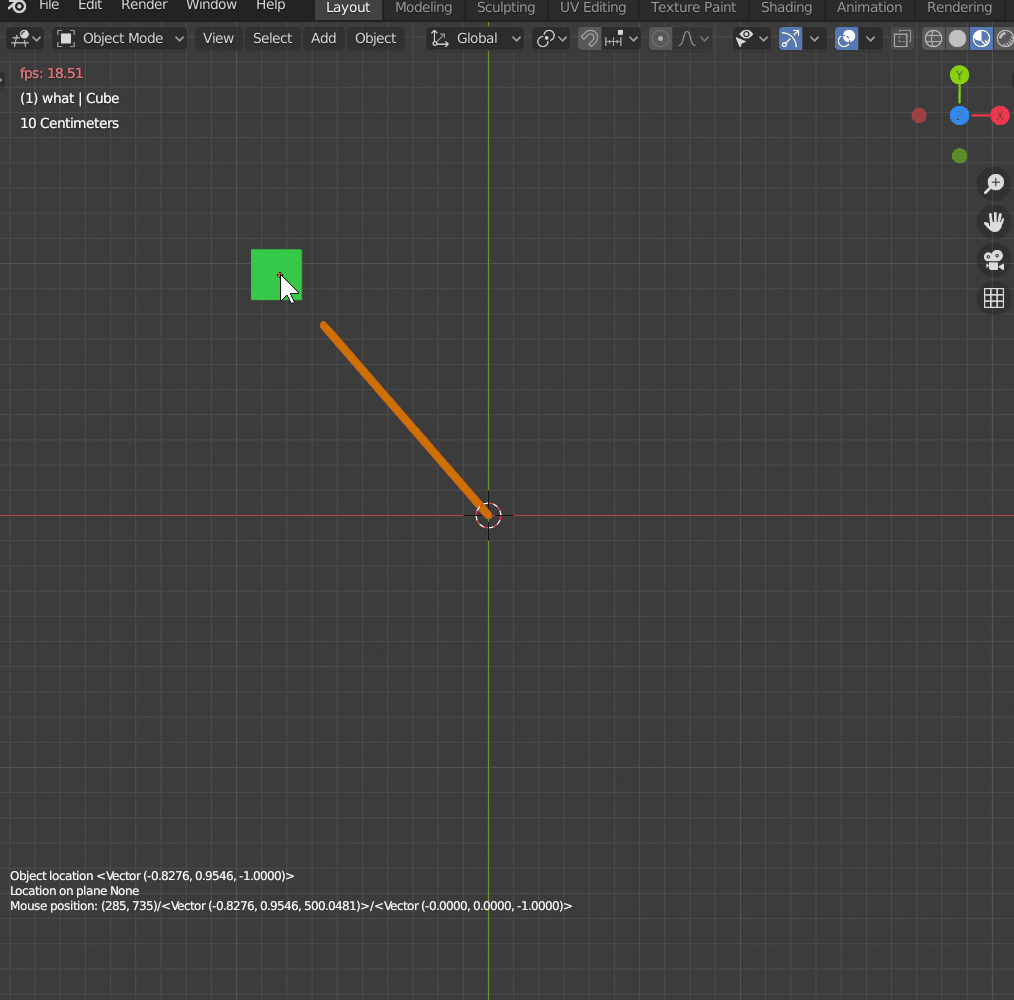 File Edit Render Window Help Layout Modeling Sculpting UV Editing Texture Paint Shading Animation Rendering
Object Mode View Select Add Object Global
fps: 18.51
(1) what | Cube
10 Centimeters
Y
X
Object location <Vector (-0.8276, 0.9546, -1.0000)>
Location on plane None
Mouse position: (285, 735)/<Vector (-0.8276, 0.9546, 500.0481)>/<Vector (-0.0000, 0.0000, -1.0000)>